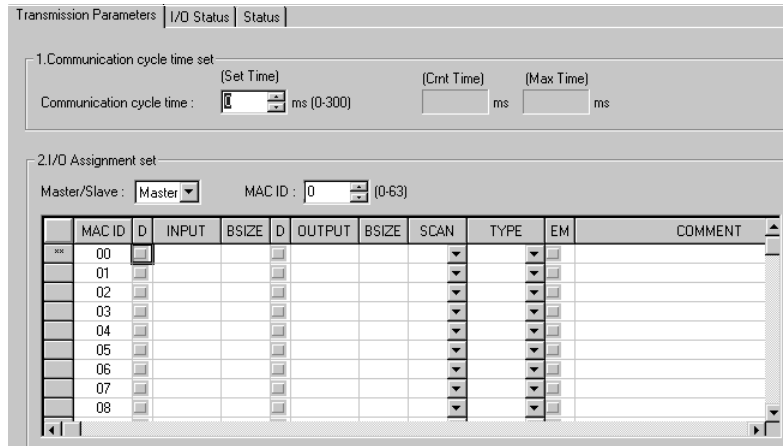 Transmission Parameters I/O Status Status
1.Communication cycle time set
(Set Time) (Crnt Time) (Max Time)
Communication cycle time : 0 ms (0-300) ms ms
2.I/O Assignment set
Master/Slave : Master MAC ID : 0 (0-63)
MAC ID D INPUT BSIZE D OUTPUT BSIZE SCAN TYPE EM COMMENT
** 00
01
02
03
04
05
06
07
08